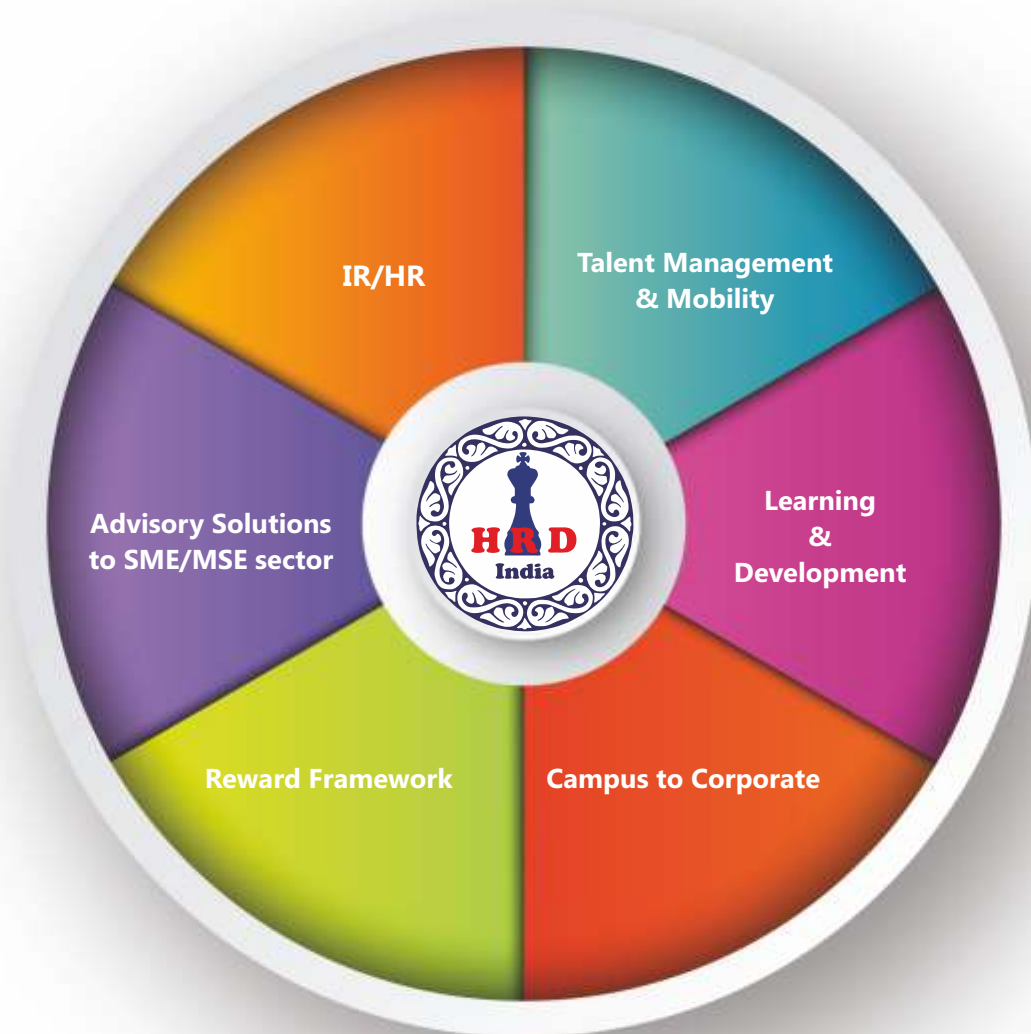 IR/HR
Talent Management
& Mobility
Learning
&
Development
Campus to Corporate
Reward Framework
Advisory Solutions
to SME/MSE sector
HRD
India